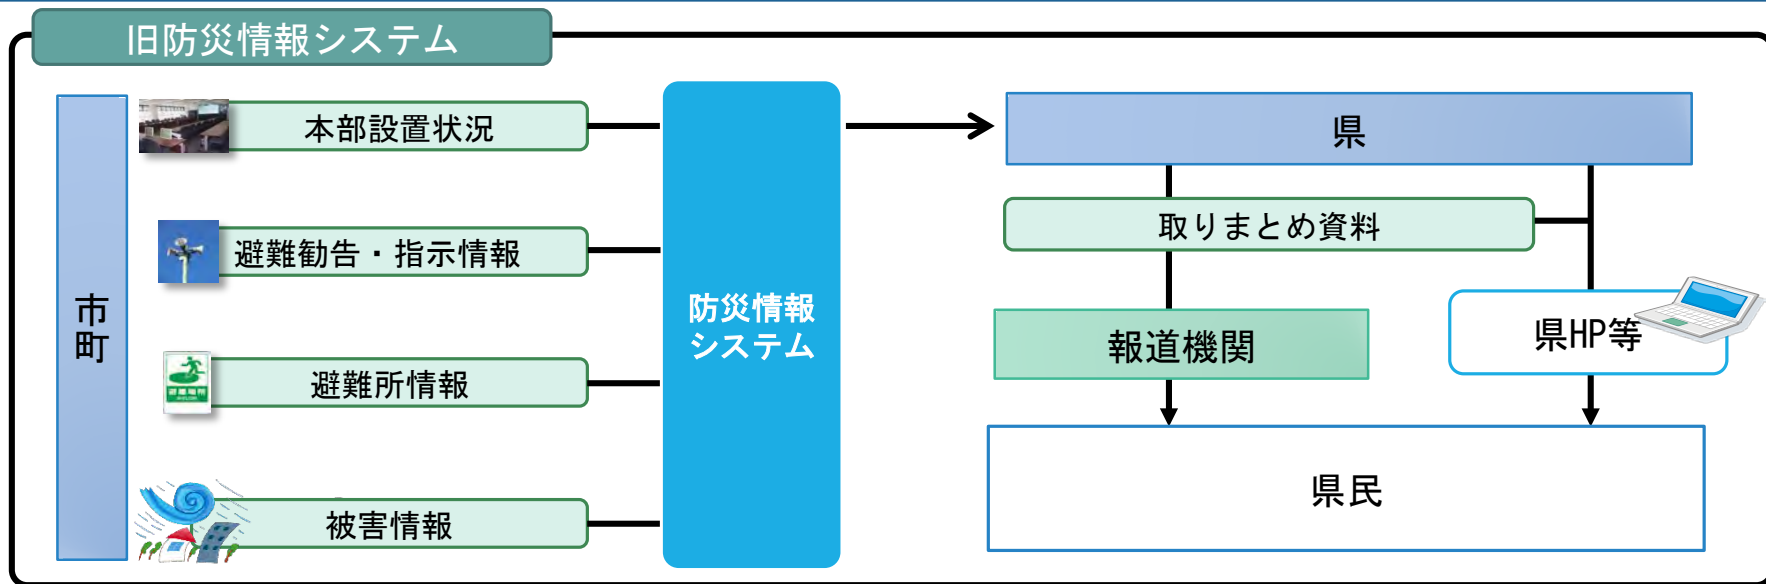 旧防災情報システム
市町
本部設置状況
避難勧告・指示情報
避難所情報
被害情報
防災情報
システム
県
取りまとめ資料
報道機関
県HP等
県民